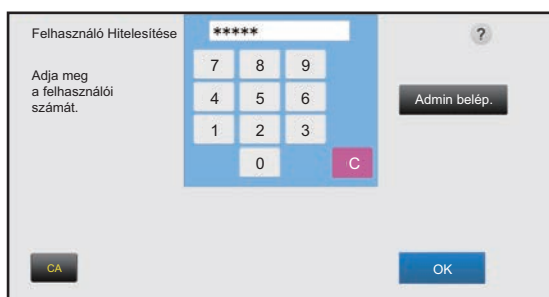 Felhasználó Hitelesítése
*****
?
Adja meg
a felhasználói
számát.
7 8 9
4 5 6
1 2 3
0 C
Admin belép.
CA
OK